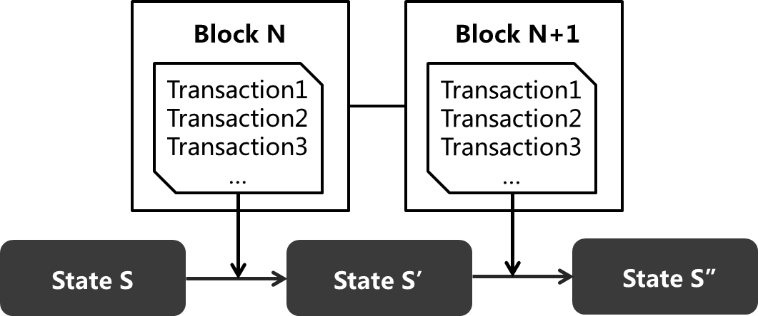 Block N
Transaction1
Transaction2
Transaction3
...
Block N+1
Transaction1
Transaction2
Transaction3
...
State S
State S′
State S″